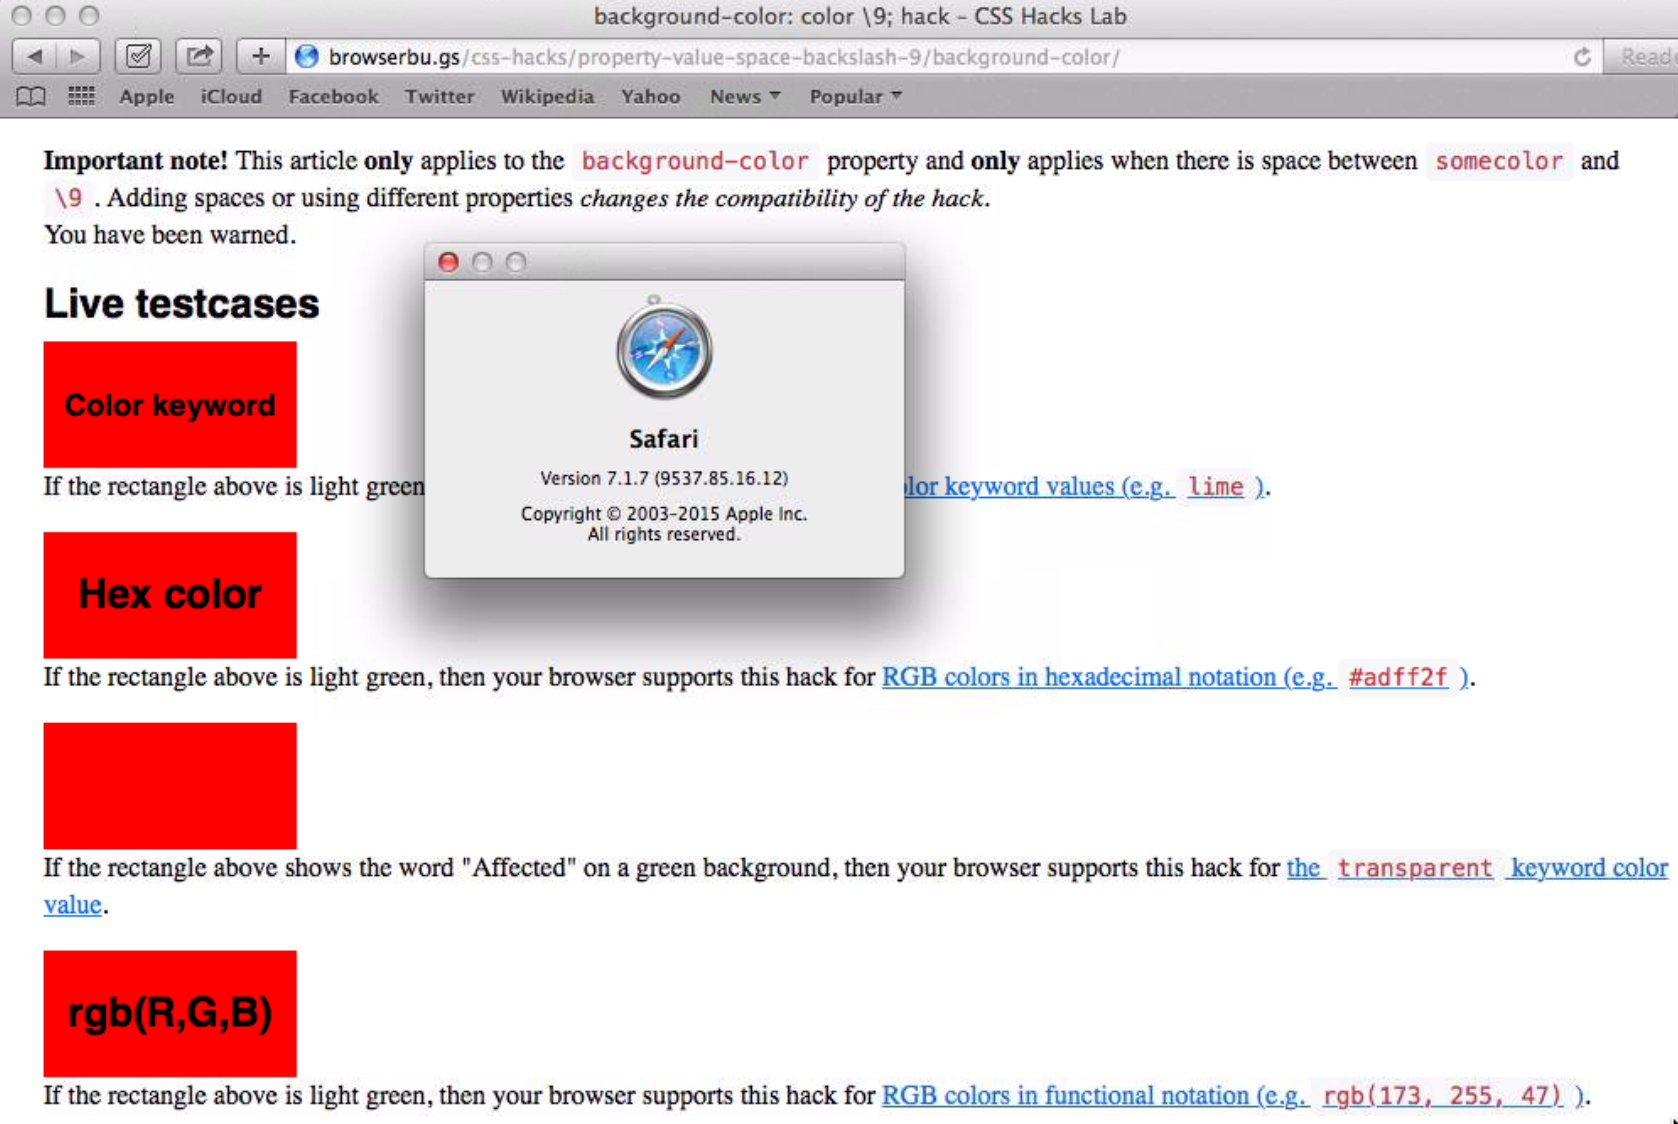 background-color: color \9; hack - CSS Hacks Lab
browserbu.gs/css-hacks/property-value-space-backslash-9/background-color/
Apple iCloud Facebook Twitter Wikipedia Yahoo News ▾ Popular ▾
Important note! This article only applies to the background-color property and only applies when there is space between somecolor and
\9 . Adding spaces or using different properties changes the compatibility of the hack.
You have been warned.
Live testcases
Color keyword
If the rectangle above is light green
lor keyword values (e.g. lime ).
Safari
Version 7.1.7 (9537.85.16.12)
Copyright © 2003-2015 Apple Inc.
All rights reserved.
Hex color
If the rectangle above is light green, then your browser supports this hack for RGB colors in hexadecimal notation (e.g. #adff2f ).
If the rectangle above shows the word "Affected" on a green background, then your browser supports this hack for the transparent keyword color
value.
rgb(R,G,B)
If the rectangle above is light green, then your browser supports this hack for RGB colors in functional notation (e.g. rgb(173, 255, 47) ).